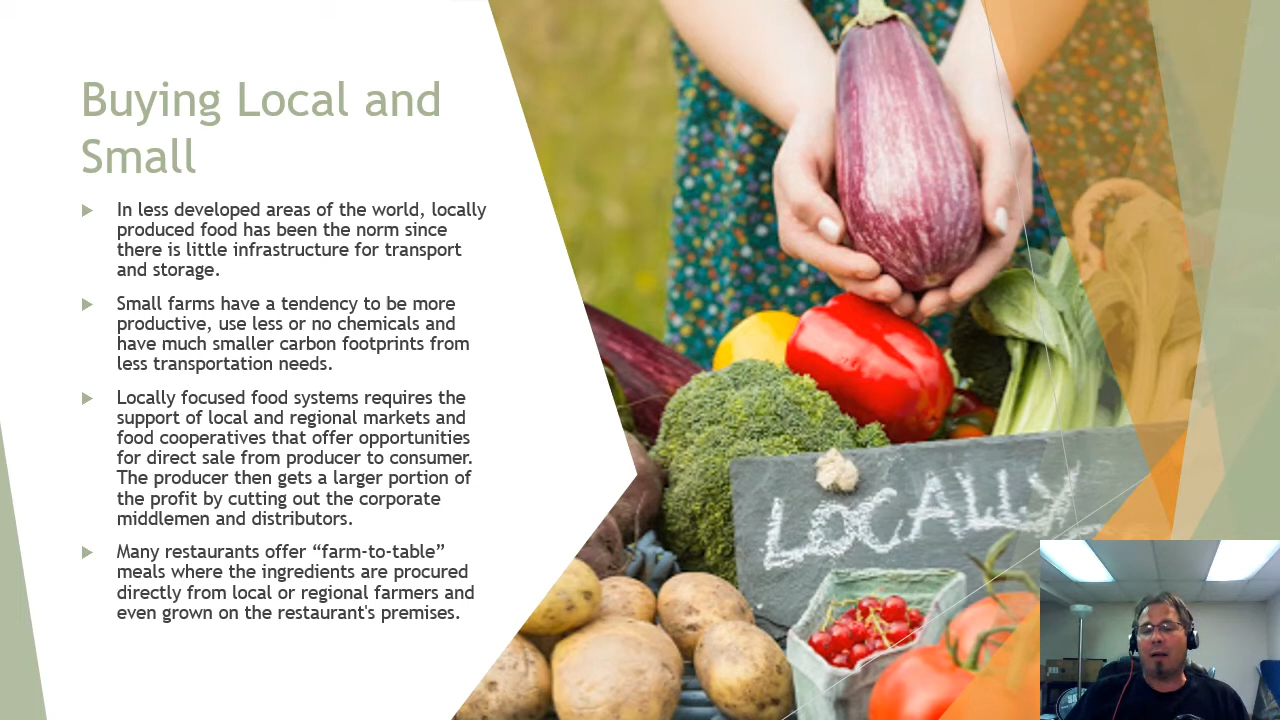 Buying Local and
Small
In less developed areas of the world, locally
produced food has been the norm since
there is little infrastructure for transport
and storage.
Small farms have a tendency to be more
productive, use less or no chemicals and
have much smaller carbon footprints from
less transportation needs.
Locally focused food systems requires the
support of local and regional markets and
food cooperatives that offer opportunities
for direct sale from producer to consumer.
The producer then gets a larger portion of
the profit by cutting out the corporate
middlemen and distributors.
Many restaurants offer “farm-to-table”
meals where the ingredients are procured
directly from local or regional farmers and
even grown on the restaurant's premises.
LOCALLY